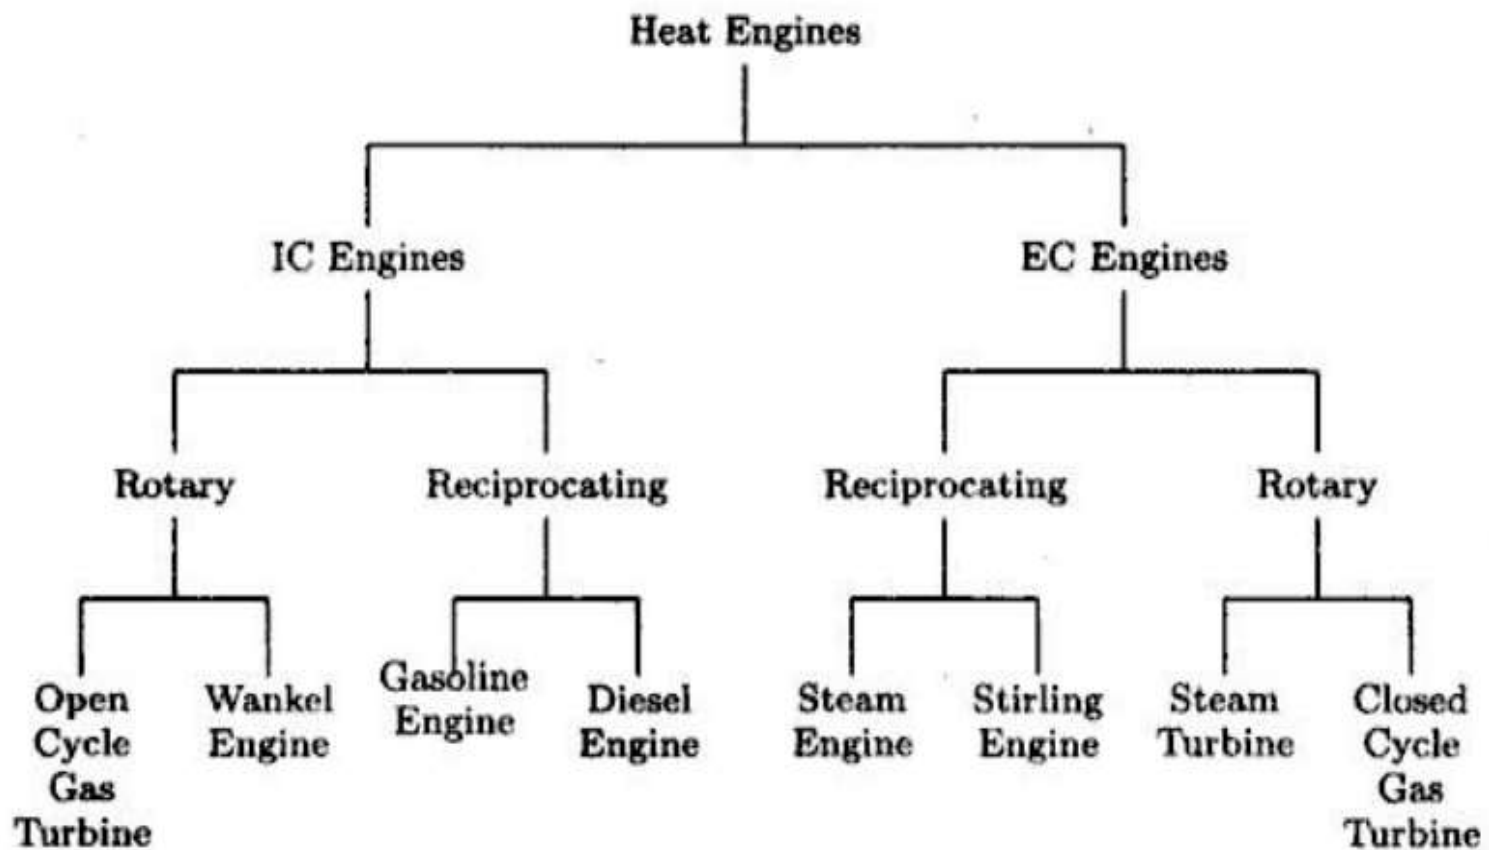 Heat Engines
IC Engines
EC Engines
Rotary
Reciprocating
Reciprocating
Rotary
Open
Cycle
Gas
Turbine
Wankel
Engine
Gasoline
Engine
Diesel
Engine
Steam
Engine
Stirling
Engine
Steam
Turbine
Closed
Cycle
Gas
Turbine